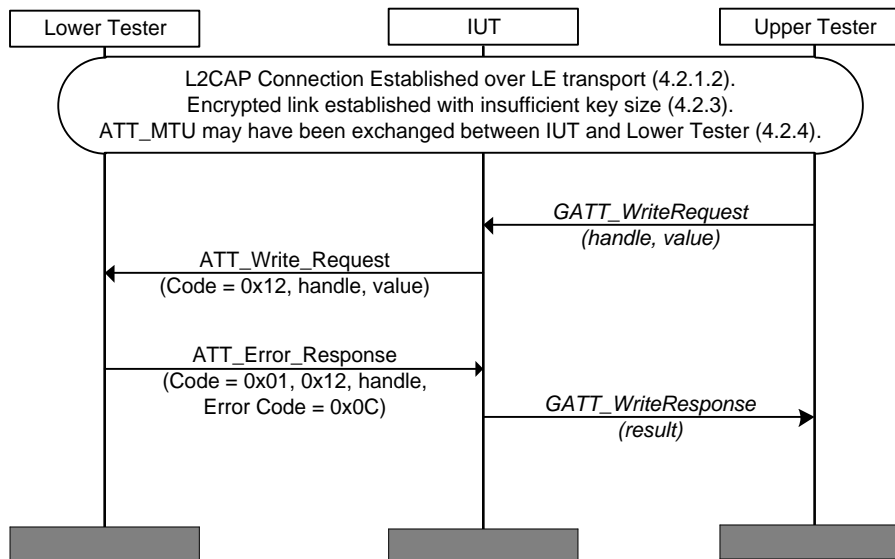 Lower Tester
IUT
Upper Tester
L2CAP Connection Established over LE transport (4.2.1.2).
Encrypted link established with insufficient key size (4.2.3).
ATT_MTU may have been exchanged between IUT and Lower Tester (4.2.4).
GATT_WriteRequest
(handle, value)
ATT_Write_Request
(Code = 0x12, handle, value)
ATT_Error_Response
(Code = 0x01, 0x12, handle,
Error Code = 0x0C)
GATT_WriteResponse
(result)